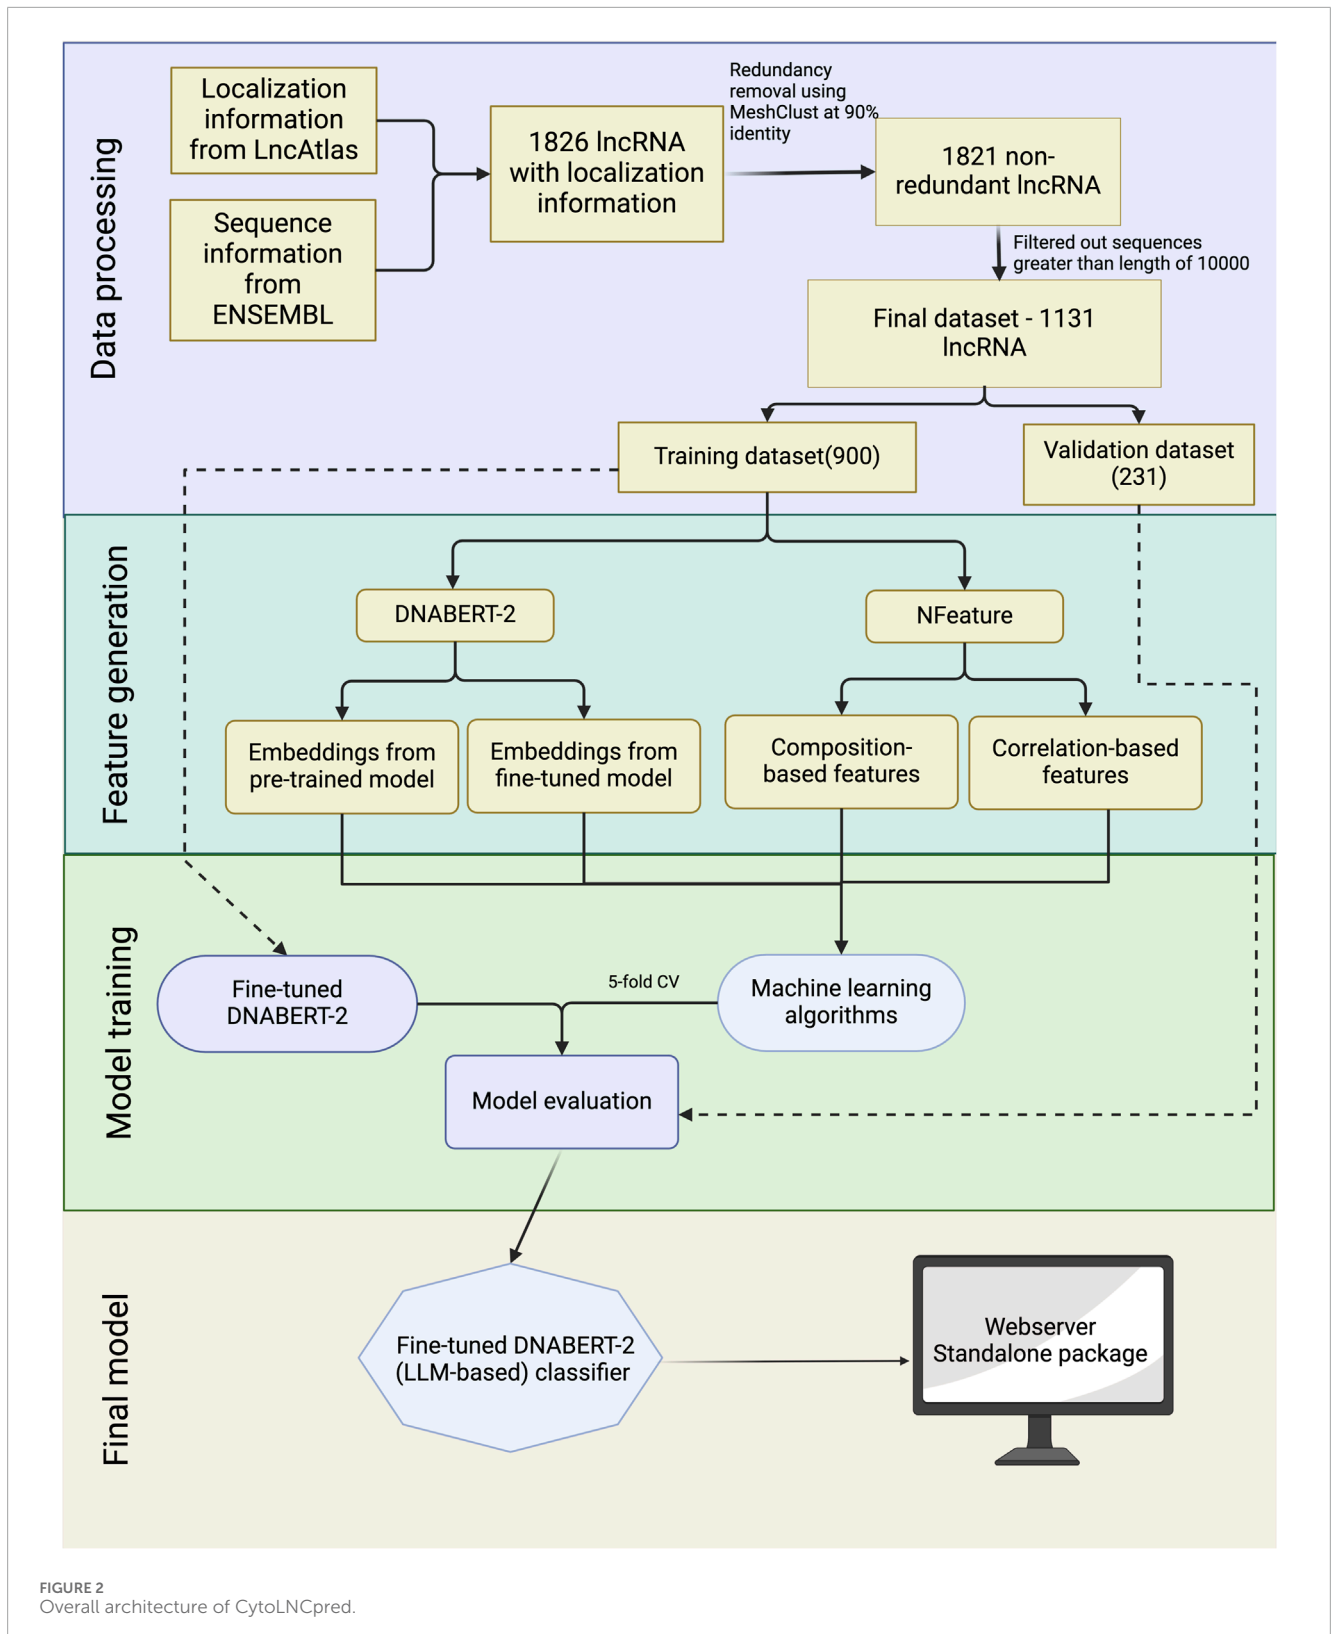 Data processing
Localization
information
from LncAtlas
Sequence
information
from
ENSEMBL
1826 lncRNA
with localization
information
Redundancy
removal using
MeshClust at 90%
identity
1821 non-
redundant lncRNA
Filtered out sequences
greater than length of 10000
Final dataset - 1131
lncRNA
Training dataset(900)
Validation dataset
(231)
Feature generation
DNABERT-2
NFeature
Embeddings from
pre-trained model
Embeddings from
fine-tuned model
Composition-
based features
Correlation-based
features
Model training
Fine-tuned
DNABERT-2
5-fold CV
Machine learning
algorithms
Model evaluation
Final model
Fine-tuned DNABERT-2
(LLM-based) classifier
Webserver
Standalone package
FIGURE 2
Overall architecture of CytoLNCpred.